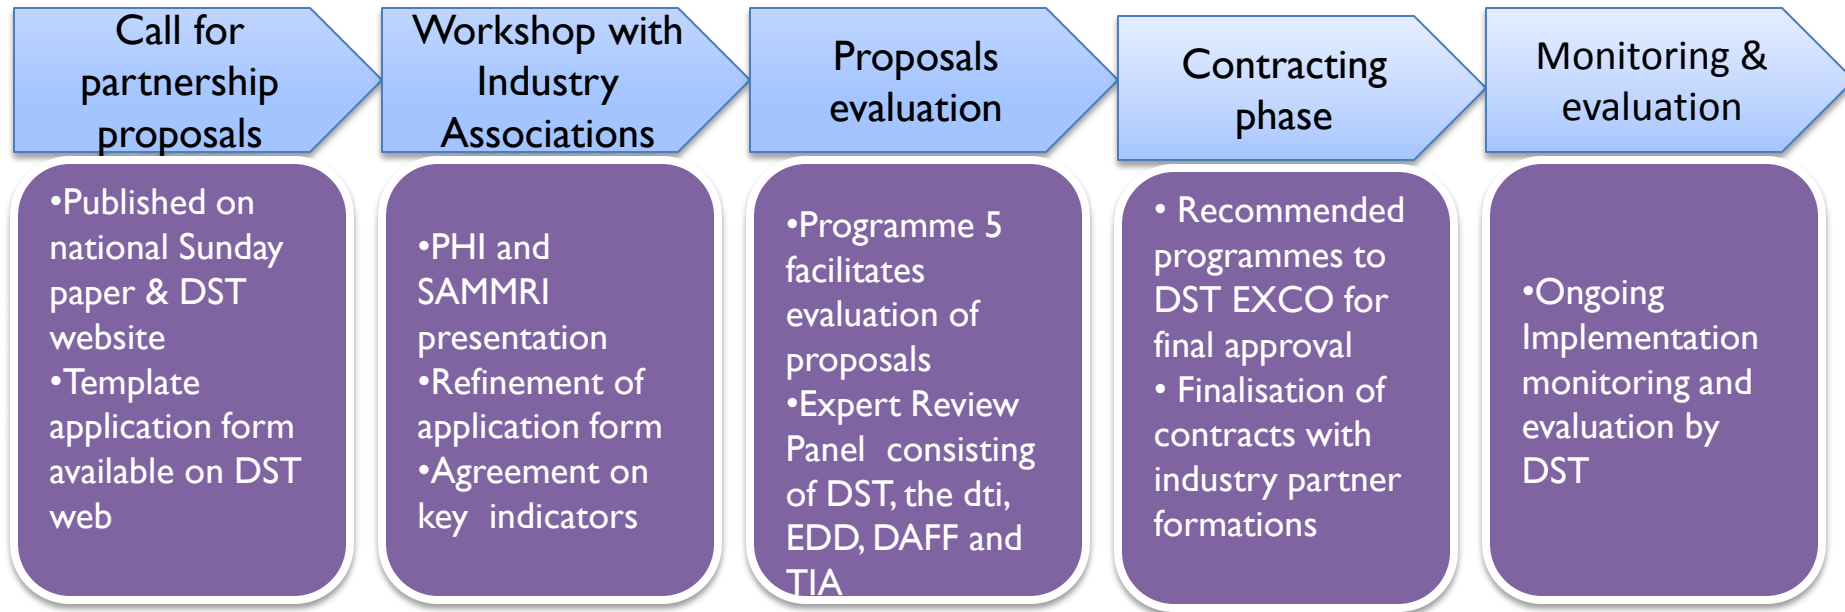 Call for
partnership
proposals
•Published on
national Sunday
paper & DST
website
•Template
application form
available on DST
web
Workshop with
Industry
Associations
•PHI and
SAMMRI
presentation
•Refinement of
application form
•Agreement on
key indicators
Proposals
evaluation
•Programme 5
facilitates
evaluation of
proposals
•Expert Review
Panel consisting
of DST, the dti,
EDD, DAFF and
TIA
Contracting
phase
• Recommended
programmes to
DST EXCO for
final approval
• Finalisation of
contracts with
industry partner
formations
Monitoring &
evaluation
•Ongoing
Implementation
monitoring and
evaluation by
DST